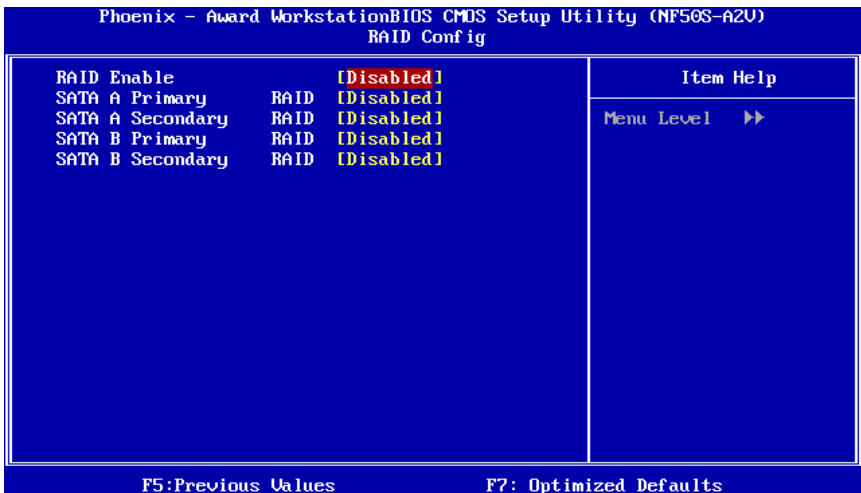 Phoenix - Award WorkstationBIOS CMOS Setup Utility (NF50S-A2V)
RAID Config
RAID Enable [Disabled]
SATA A Primary RAID [Disabled]
SATA A Secondary RAID [Disabled]
SATA B Primary RAID [Disabled]
SATA B Secondary RAID [Disabled]
Item Help
Menu Level ▶▶
F5:Previous Values F7: Optimized Defaults